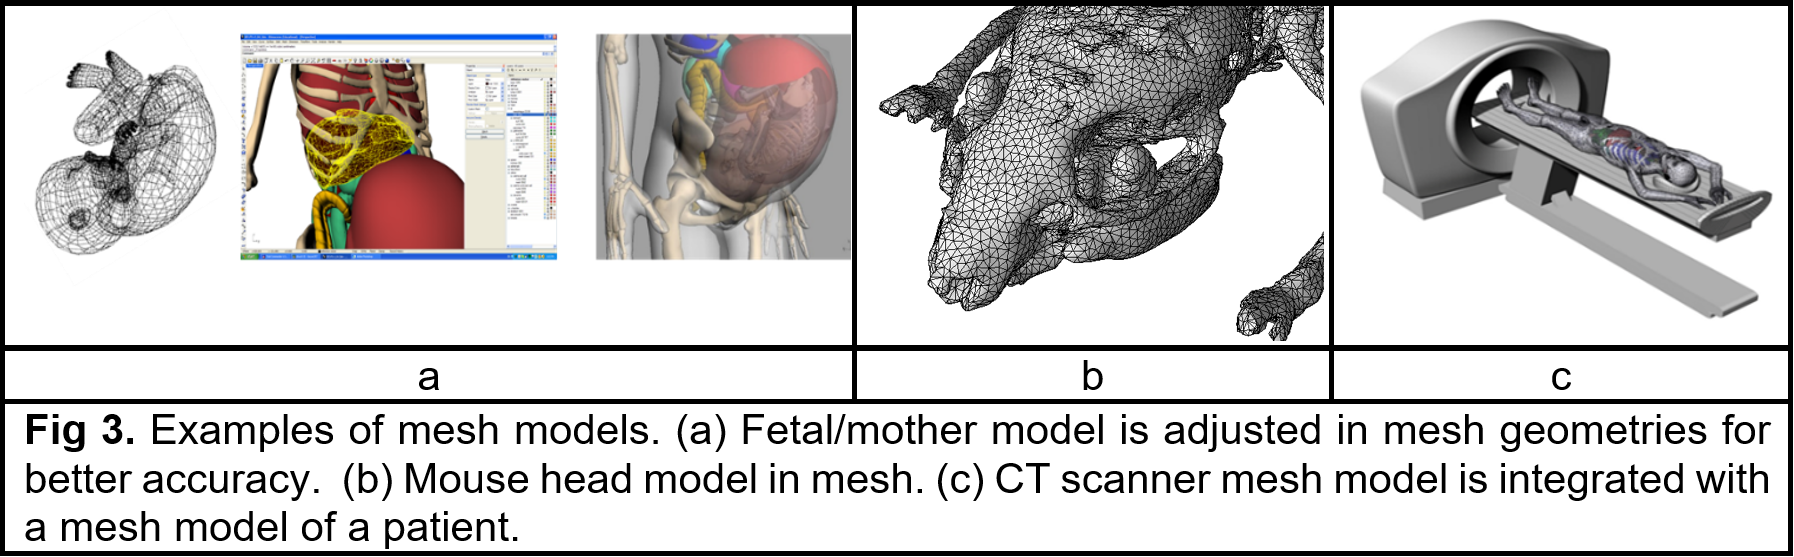 a
b
c
Fig 3. Examples of mesh models. (a) Fetal/mother model is adjusted in mesh geometries for
better accuracy. (b) Mouse head model in mesh. (c) CT scanner mesh model is integrated with
a mesh model of a patient.